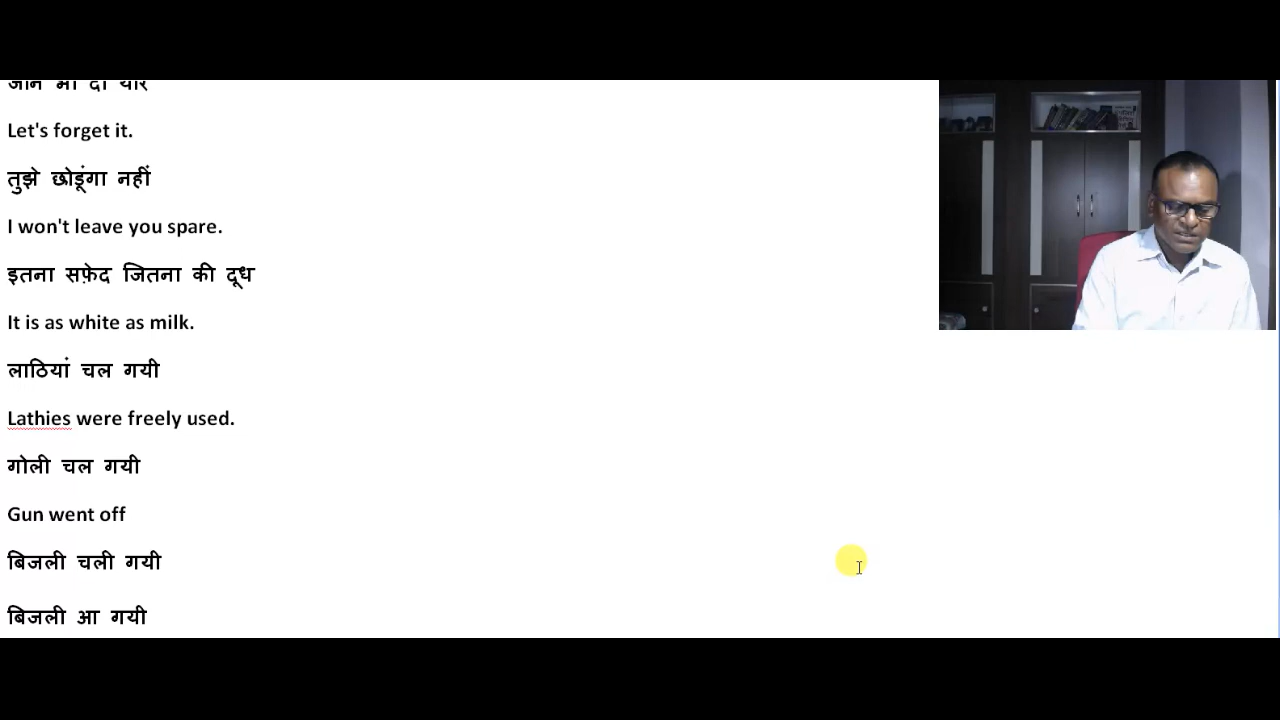 जाने भी दो यार
Let's forget it.
तुझे छोडूंगा नहीं
I won't leave you spare.
इतना सफ़ेद जितना की दूध
It is as white as milk.
लाठियां चल गयी
Lathies were freely used.
गोली चल गयी
Gun went off
बिजली चली गयी
बिजली आ गयी